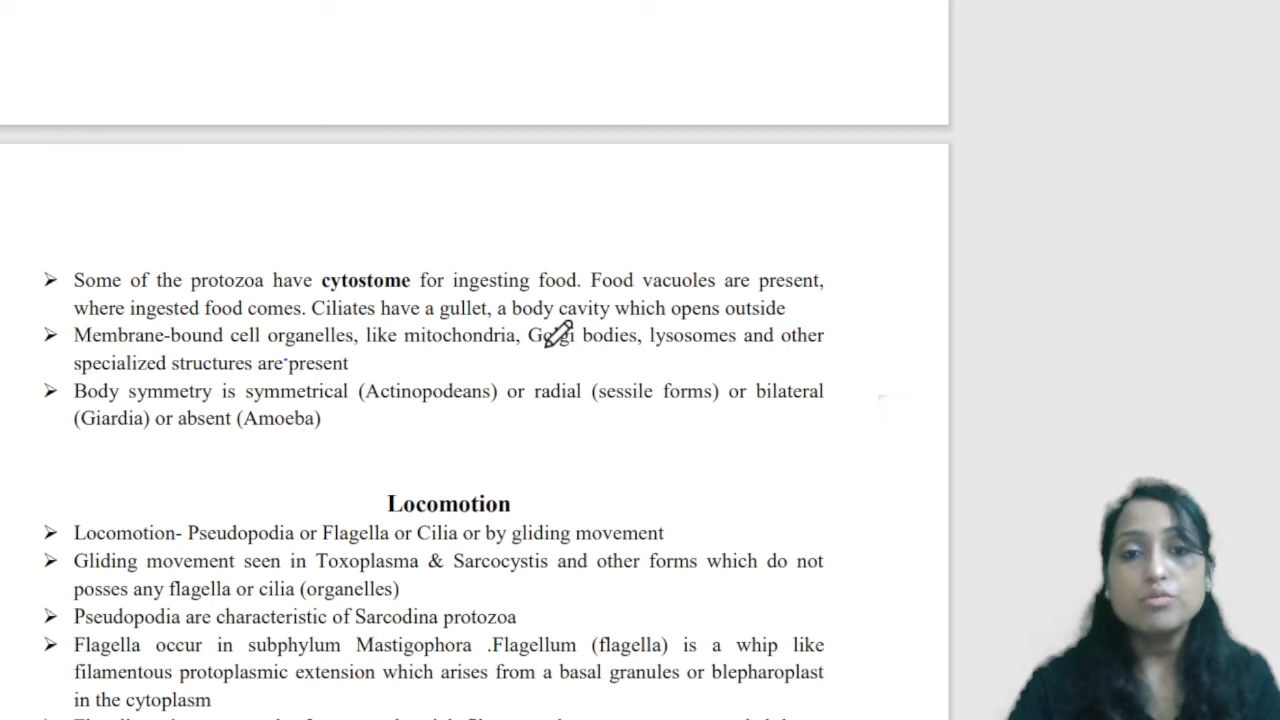 ➢ Some of the protozoa have cytostome for ingesting food. Food vacuoles are present,
where ingested food comes. Ciliates have a gullet, a body cavity which opens outside
➢ Membrane-bound cell organelles, like mitochondria, Golgi bodies, lysosomes and other
specialized structures are present
➢ Body symmetry is symmetrical (Actinopodeans) or radial (sessile forms) or bilateral
(Giardia) or absent (Amoeba)
Locomotion
➢ Locomotion- Pseudopodia or Flagella or Cilia or by gliding movement
➢ Gliding movement seen in Toxoplasma & Sarcocystis and other forms which do not
posses any flagella or cilia (organelles)
➢ Pseudopodia are characteristic of Sarcodina protozoa
➢ Flagella occur in subphylum Mastigophora .Flagellum (flagella) is a whip like
filamentous protoplasmic extension which arises from a basal granules or blepharoplast
in the cytoplasm